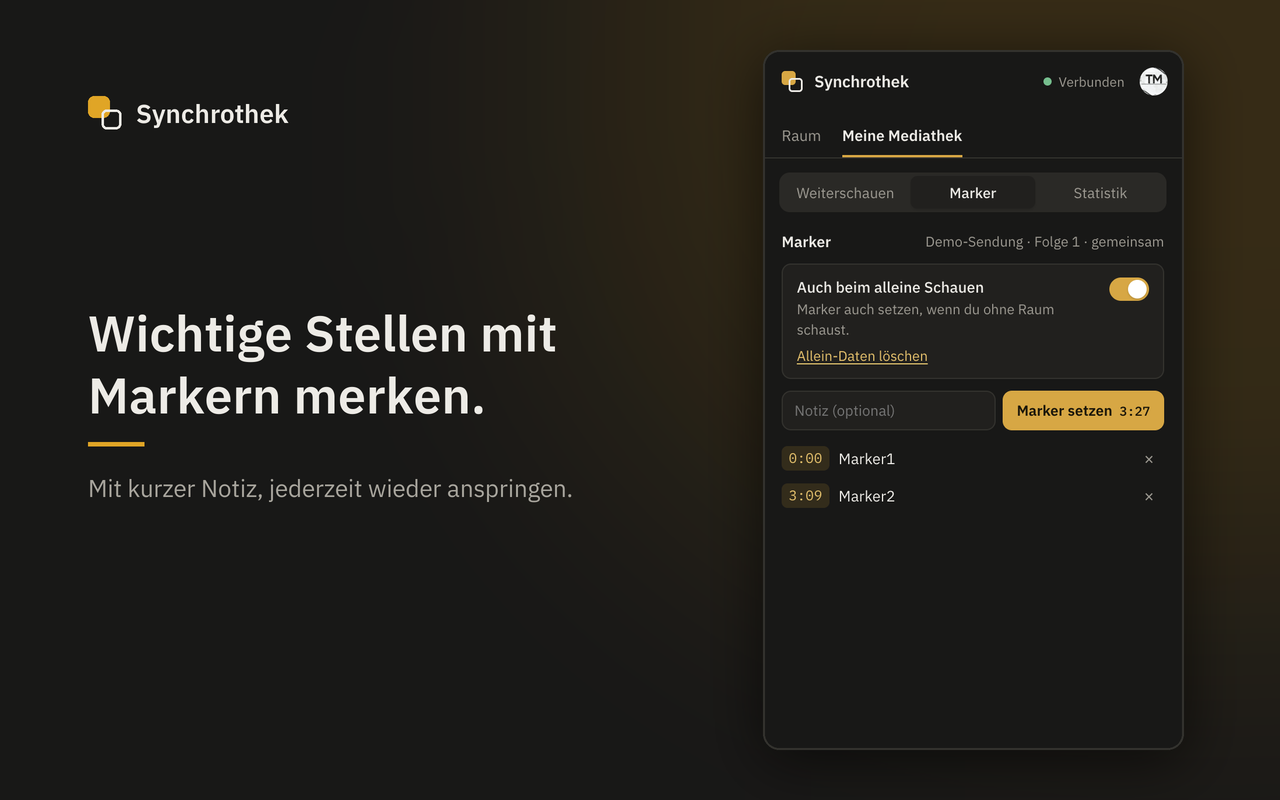 Synchrothek
Wichtige Stellen mit
Markern merken.
Mit kurzer Notiz, jederzeit wieder anspringen.
Synchrothek
Verbunden
TM
Raum
Meine Mediathek
Weiterschauen
Marker
Statistik
Marker
Demo-Sendung · Folge 1 · gemeinsam
Auch beim alleine Schauen
Marker auch setzen, wenn du ohne Raum
schaust.
Allein-Daten löschen
Notiz (optional)
Marker setzen 3:27
0:00 Marker1 ×
3:09 Marker2 ×